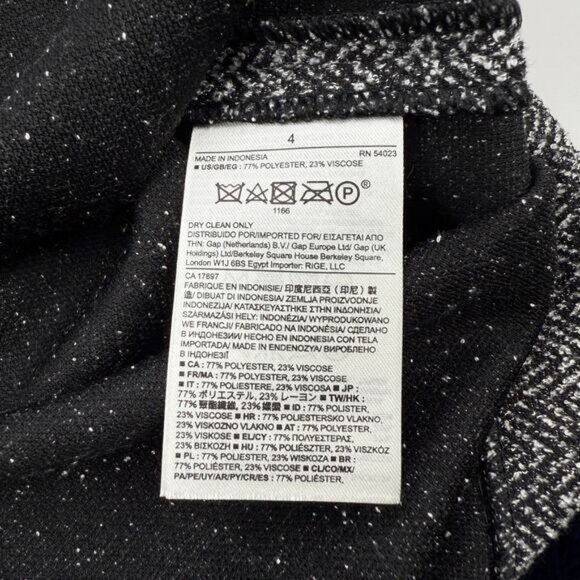 4
MADE IN INDONESIA RN 54023
■ US/GB/EG : 77% POLYESTER, 23% VISCOSE
P ®
1166
DRY CLEAN ONLY
DISTRIBUIDO POR/IMPORTED FOR/ ΕΙΣΑΓΕΤΑΙ ΑΠΟ
ΤΗΝ: Gap (Netherlands) B.V./ Gap Europe Ltd/ Gap (UK
Holdings) Ltd/Berkeley Square House Berkeley Square,
London W1J 6BS Egypt Importer: RiGE, LLC
CA 17897
FABRIQUE EN INDONISIE/ 印度尼西亞 (印尼) 製
造/ DIBUAT DI INDONESIA/ ZEMLJA PROIZVODNJE
INDONEZIJA/ ΚΑΤΑΣΚΕΥΑΣΤΗΚΕ ΣΤΗΝ ΙΝΔΟΝΗΣΙΑ/
SZÁRMAZÁSI HELY: INDONÉZIA/ WYPRODUKOWANO
WE FRANCJI/ FABRICADO NA INDONÉSIA/ СДЕЛАНО
В ИНДОНЕЗИИ/ HECHO EN INDONESIA CON TELA
IMPORTADA/ MADE IN ENDENOZYA/ ВИРОБЛЕНО
В ІНДОНЕЗІЇ
■ CA : 77% POLYESTER, 23% VISCOSE
■ FR/MA : 77% POLYESTER, 23% VISCOSE
■ IT : 77% POLIESTERE, 23% VISCOSA ■ JP :
77% ポリエステル, 23% レーヨン ■ TW/HK :
77% 聚酯纖維, 23% 嫘縈 ■ ID : 77% POLISTER,
23% VISCOSE ■ HR : 77% POLIESTERSKO VLAKNO,
23% VISKOZNO VLAKNO ■ AT : 77% POLYESTER,
23% VISKOSE ■ EL/CY : 77% ΠΟΛΥΕΣΤΕΡΑΣ,
23% ΒΙΣΚΟΖΗ ■ HU : 77% POLIÉSZTER, 23% VISZKÓZ
■ PL : 77% POLIESTER, 23% WISKOZA ■ BR :
77% POLIÉSTER, 23% VISCOSE ■ CL/CO/MX/
PA/PE/UY/AR/PY/CR/ES : 77% POLIÉSTER,